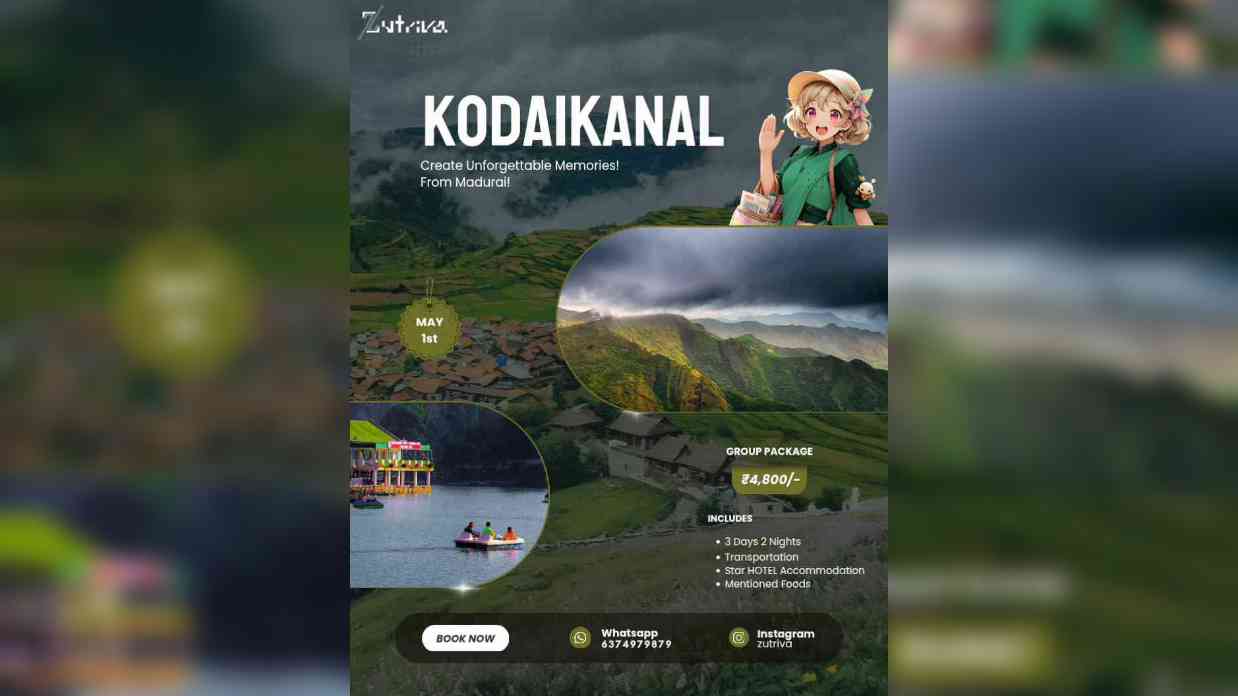 Zutriva
KODAIKANAL
Create Unforgettable Memories!
From Madurai!
MAY
1st
GROUP PACKAGE
₹4,800/-
INCLUDES
• 3 Days 2 Nights
• Transportation
• Star HOTEL Accommodation
• Mentioned Foods
BOOK NOW
Whatsapp
6374979879
Instagram
zutriva